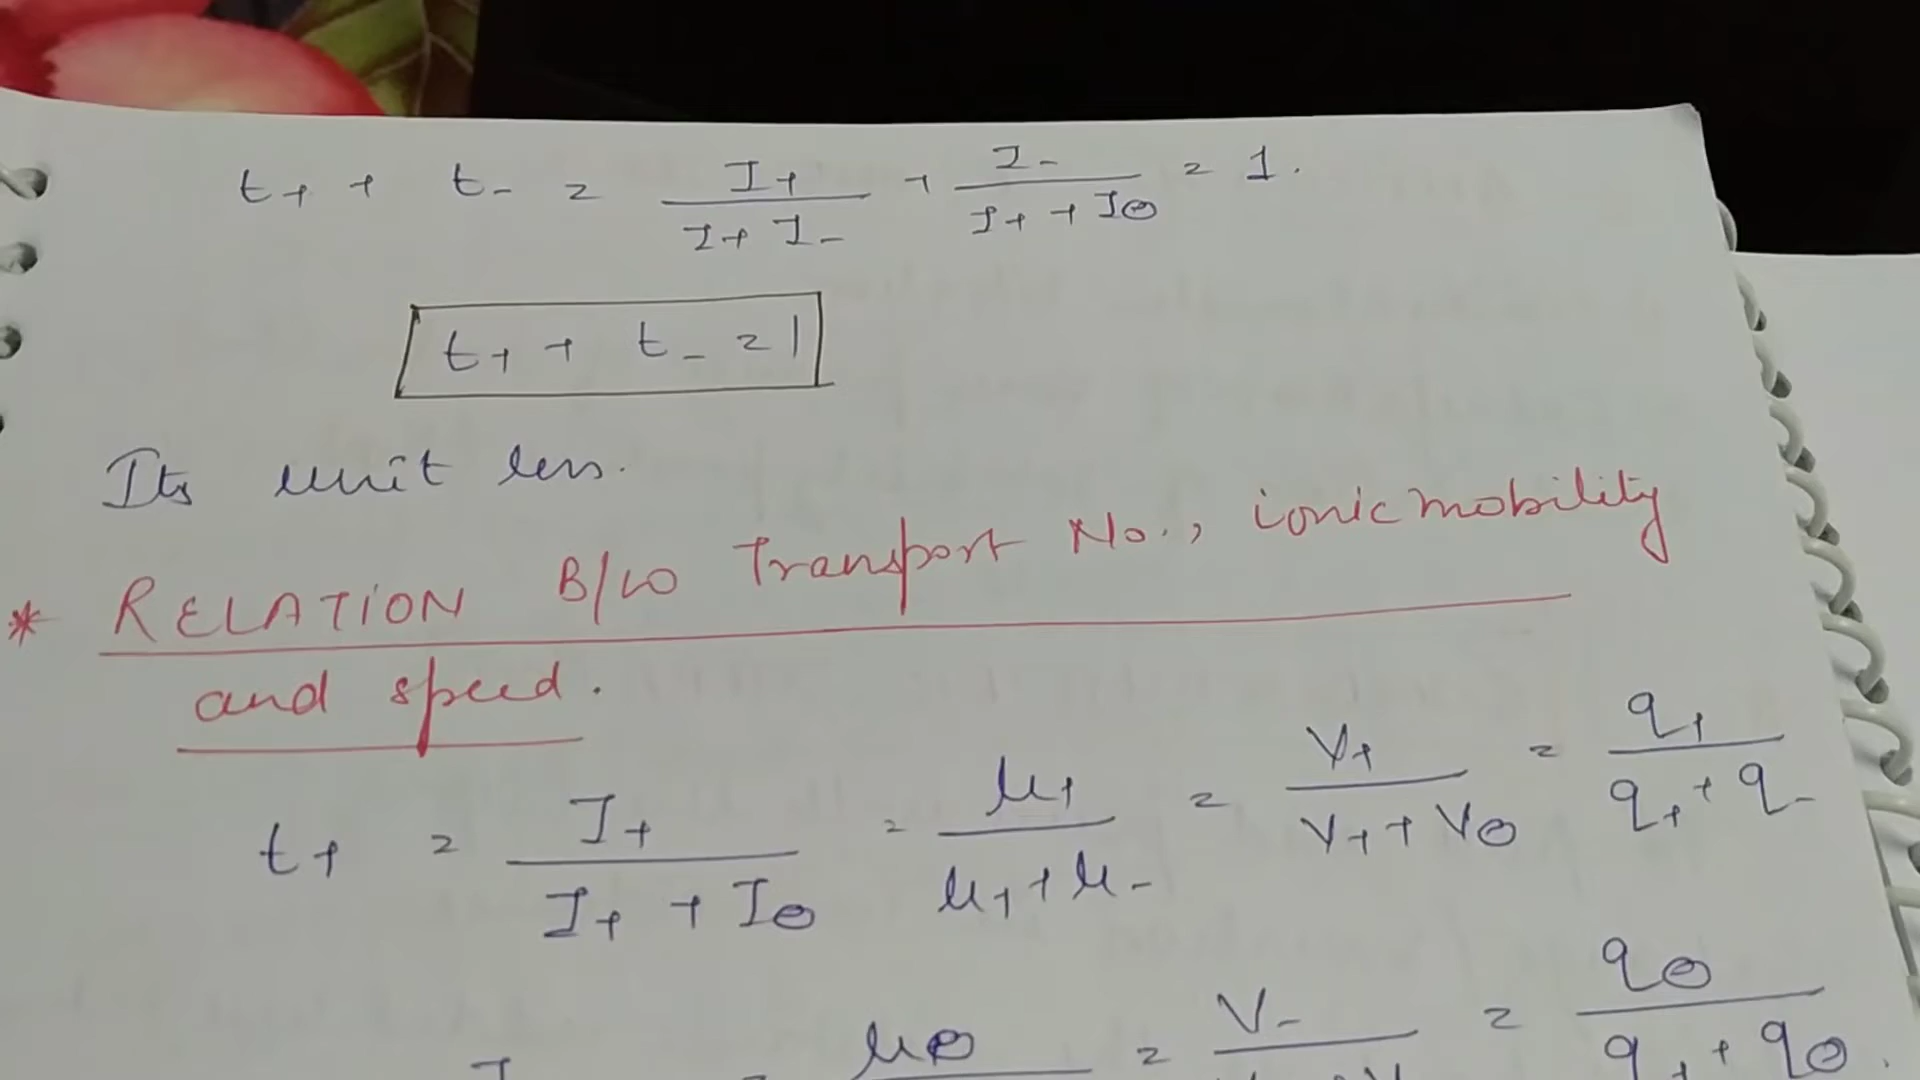 t+ + t- = I+ / I+ I- + I- / I+ + I⊖ = 1.
t+ + t- = 1
Its unit less.
* RELATION B/W Transport No., ionic mobility
and speed.
t+ = I+ / I+ + I⊖ = μ+ / μ+ + μ- = V+ / V+ + V⊖ = q+ / q+ + q-
μ⊖ = V- = q⊖ / q+ + q⊖.